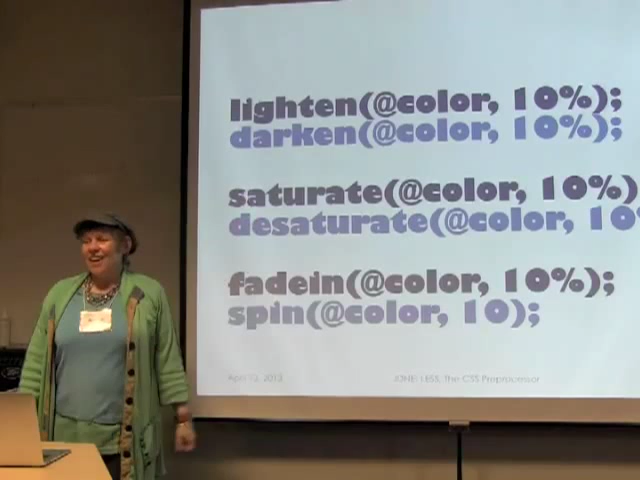 lighten(@color, 10%);
darken(@color, 10%);
saturate(@color, 10%)
desaturate(@color, 10
fadein(@color, 10%);
spin(@color, 10);
2013
LESS, The CSS Preprocessor